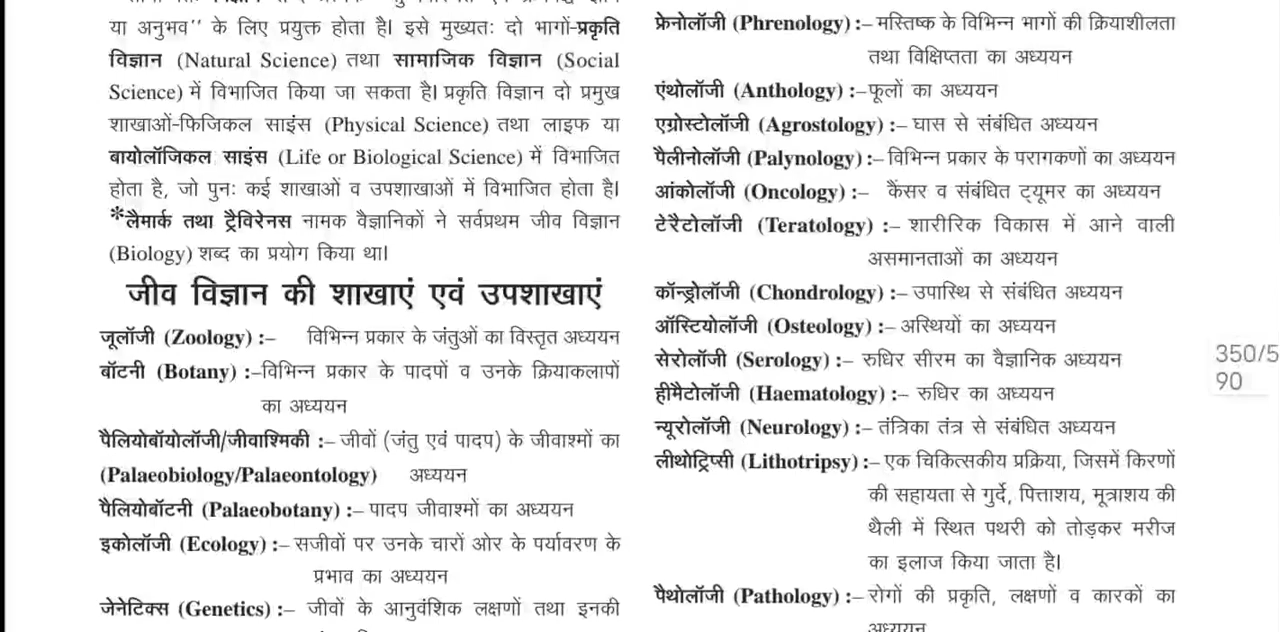 या अनुभव’’ के लिए प्रयुक्त होता है। इसे मुख्यतः दो भागों-प्रकृति
विज्ञान (Natural Science) तथा सामाजिक विज्ञान (Social
Science) में विभाजित किया जा सकता है। प्रकृति विज्ञान दो प्रमुख
शाखाओं-फिजिकल साइंस (Physical Science) तथा लाइफ या
बायोलॉजिकल साइंस (Life or Biological Science) में विभाजित
होता है, जो पुनः कई शाखाओं व उपशाखाओं में विभाजित होता है।
*लैमार्क तथा ट्रैविरेनस नामक वैज्ञानिकों ने सर्वप्रथम जीव विज्ञान
(Biology) शब्द का प्रयोग किया था।
जीव विज्ञान की शाखाएं एवं उपशाखाएं
जूलॉजी (Zoology) :– विभिन्न प्रकार के जंतुओं का विस्तृत अध्ययन
बॉटनी (Botany) :–विभिन्न प्रकार के पादपों व उनके क्रियाकलापों
का अध्ययन
पैलियोबॉयोलॉजी/जीवाश्मिकी :– जीवों (जंतु एवं पादप) के जीवाश्मों का
(Palaeobiology/Palaeontology) अध्ययन
पैलियोबॉटनी (Palaeobotany) :– पादप जीवाश्मों का अध्ययन
इकोलॉजी (Ecology) :– सजीवों पर उनके चारों ओर के पर्यावरण के
प्रभाव का अध्ययन
जेनेटिक्स (Genetics) :– जीवों के आनुवंशिक लक्षणों तथा इनकी
फ्रेनोलॉजी (Phrenology) :– मस्तिष्क के विभिन्न भागों की क्रियाशीलता
तथा विक्षिप्तता का अध्ययन
एंथोलॉजी (Anthology) :–फूलों का अध्ययन
एग्रोस्टोलॉजी (Agrostology) :– घास से संबंधित अध्ययन
पैलीनोलॉजी (Palynology) :– विभिन्न प्रकार के परागकणों का अध्ययन
आंकोलॉजी (Oncology) :– कैंसर व संबंधित ट्यूमर का अध्ययन
टेरैटोलॉजी (Teratology) :– शारीरिक विकास में आने वाली
असमानताओं का अध्ययन
कॉन्ड्रोलॉजी (Chondrology) :– उपास्थि से संबंधित अध्ययन
ऑस्टियोलॉजी (Osteology) :– अस्थियों का अध्ययन
सेरोलॉजी (Serology) :– रुधिर सीरम का वैज्ञानिक अध्ययन
हीमैटोलॉजी (Haematology) :– रुधिर का अध्ययन
न्यूरोलॉजी (Neurology) :– तंत्रिका तंत्र से संबंधित अध्ययन
लीथोट्रिप्सी (Lithotripsy) :– एक चिकित्सकीय प्रक्रिया, जिसमें किरणों
की सहायता से गुर्दे, पित्ताशय, मूत्राशय की
थैली में स्थित पथरी को तोड़कर मरीज
का इलाज किया जाता है।
पैथोलॉजी (Pathology) :– रोगों की प्रकृति, लक्षणों व कारकों का
अध्ययन
350/5
90